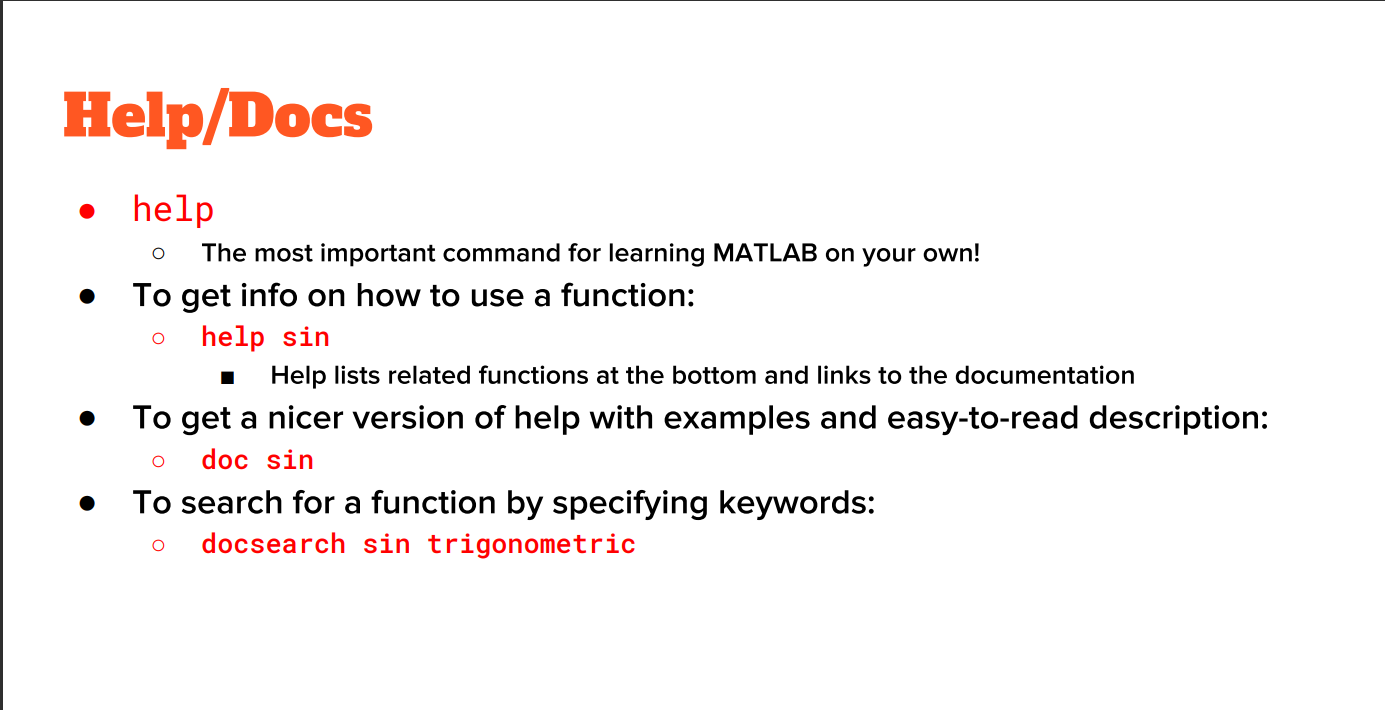 Help/Docs
● help
○ The most important command for learning MATLAB on your own!
● To get info on how to use a function:
○ help sin
■ Help lists related functions at the bottom and links to the documentation
● To get a nicer version of help with examples and easy-to-read description:
○ doc sin
● To search for a function by specifying keywords:
○ docsearch sin trigonometric